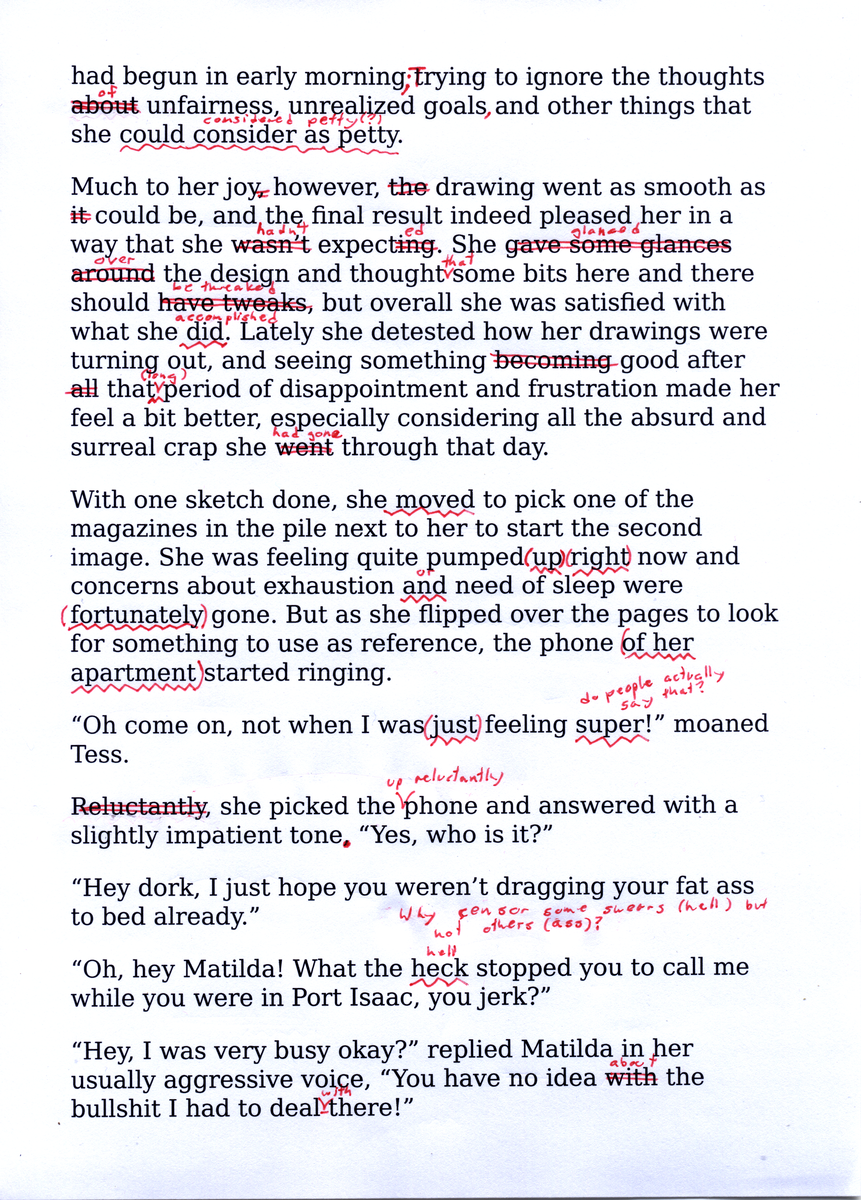 had begun in early morning; Trying to ignore the thoughts
of
about unfairness, unrealized goals, and other things that
considered petty(?)
she could consider as petty.
Much to her joy, however, the drawing went as smooth as
it could be, and the final result indeed pleased her in a
hadn't ed glanced
way that she wasn’t expecting. She gave some glances
over that
around the design and thought some bits here and there
be tweaked
should have tweaks, but overall she was satisfied with
accomplished
what she did. Lately she detested how her drawings were
turning out, and seeing something becoming good after
(long)
all that period of disappointment and frustration made her
feel a bit better, especially considering all the absurd and
had gone
surreal crap she went through that day.
With one sketch done, she moved to pick one of the
magazines in the pile next to her to start the second
image. She was feeling quite pumped (up) (right) now and
or
concerns about exhaustion and need of sleep were
(fortunately) gone. But as she flipped over the pages to look
for something to use as reference, the phone (of her
apartment) started ringing.
do people actually
say that?
“Oh come on, not when I was (just) feeling super!” moaned
Tess.
up reluctantly
Reluctantly, she picked the phone and answered with a
slightly impatient tone. “Yes, who is it?”
“Hey dork, I just hope you weren’t dragging your fat ass
to bed already.”
Why censor some swears (hell) but
not others (ass)?
hell
“Oh, hey Matilda! What the heck stopped you to call me
while you were in Port Isaac, you jerk?”
“Hey, I was very busy okay?” replied Matilda in her
about
usually aggressive voice, “You have no idea with the
with
bullshit I had to deal there!”